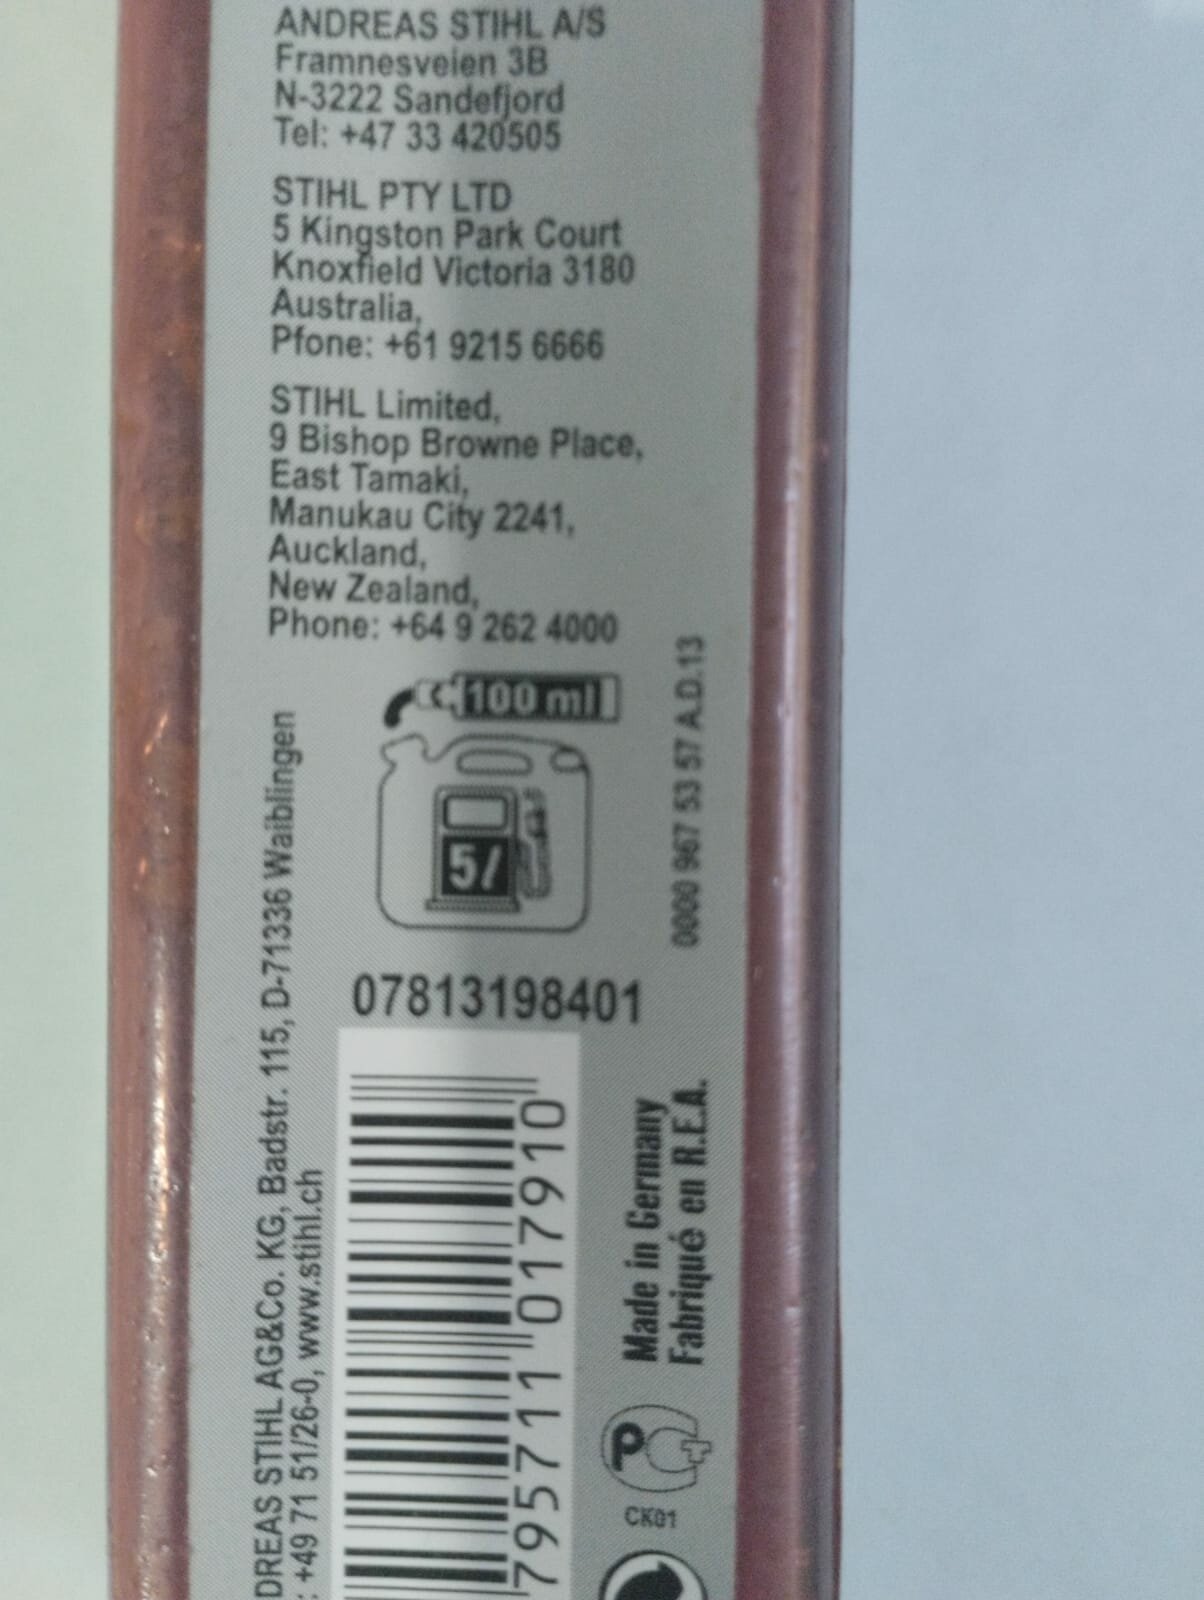 ANDREAS STIHL A/S
Framnesveien 3B
N-3222 Sandefjord
Tel: +47 33 420505
STIHL PTY LTD
5 Kingston Park Court
Knoxfield Victoria 3180
Australia,
Pfone: +61 9215 6666
STIHL Limited,
9 Bishop Browne Place,
East Tamaki,
Manukau City 2241,
Auckland,
New Zealand,
Phone: +64 9 262 4000
100 ml
5l
0000 967 53 57 A.D.13
07813198401
DREAS STIHL AG&Co. KG, Badstr. 115, D-71336 Waiblingen
: +49 71 51/26-0, www.stihl.ch
795711 017910
Made in Germany
Fabriqué en R.F.A.
P
CK01